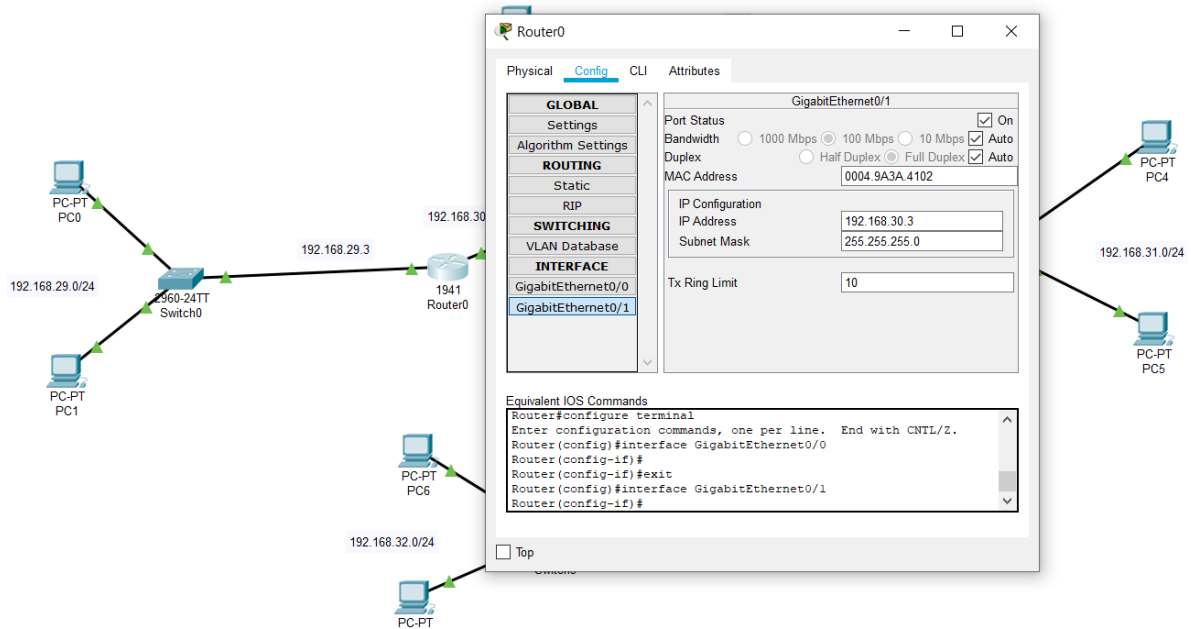 Router0
Physical Config CLI Attributes
GLOBAL
Settings
Algorithm Settings
ROUTING
Static
RIP
SWITCHING
VLAN Database
INTERFACE
GigabitEthernet0/0
GigabitEthernet0/1
GigabitEthernet0/1
Port Status On
Bandwidth 1000 Mbps 100 Mbps 10 Mbps Auto
Duplex Half Duplex Full Duplex Auto
MAC Address 0004.9A3A.4102
IP Configuration
IP Address 192.168.30.3
Subnet Mask 255.255.255.0
Tx Ring Limit 10
Equivalent IOS Commands
Router#configure terminal
Enter configuration commands, one per line. End with CNTL/Z.
Router(config)#interface GigabitEthernet0/0
Router(config-if)#
Router(config-if)#exit
Router(config)#interface GigabitEthernet0/1
Router(config-if)#
Top
PC-PT
PC0
192.168.29.0/24
2960-24TT
Switch0
PC-PT
PC1
192.168.29.3
192.168.30
1941
Router0
PC-PT
PC6
192.168.32.0/24
PC-PT
PC-PT
PC4
192.168.31.0/24
PC-PT
PC5